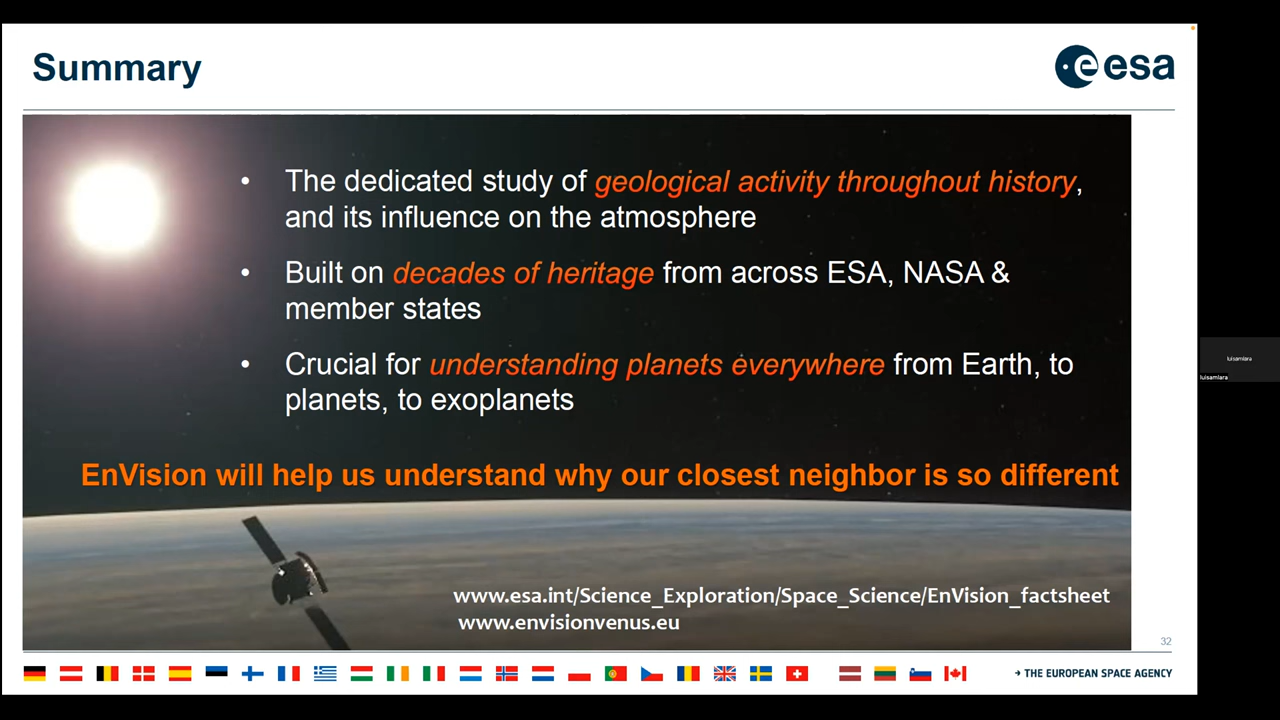 Summary
esa
• The dedicated study of geological activity throughout history,
and its influence on the atmosphere
• Built on decades of heritage from across ESA, NASA &
member states
• Crucial for understanding planets everywhere from Earth, to
planets, to exoplanets
EnVision will help us understand why our closest neighbor is so different
www.esa.int/Science_Exploration/Space_Science/EnVision_factsheet
www.envisionvenus.eu
32
→ THE EUROPEAN SPACE AGENCY
luisamlara
luisamlara